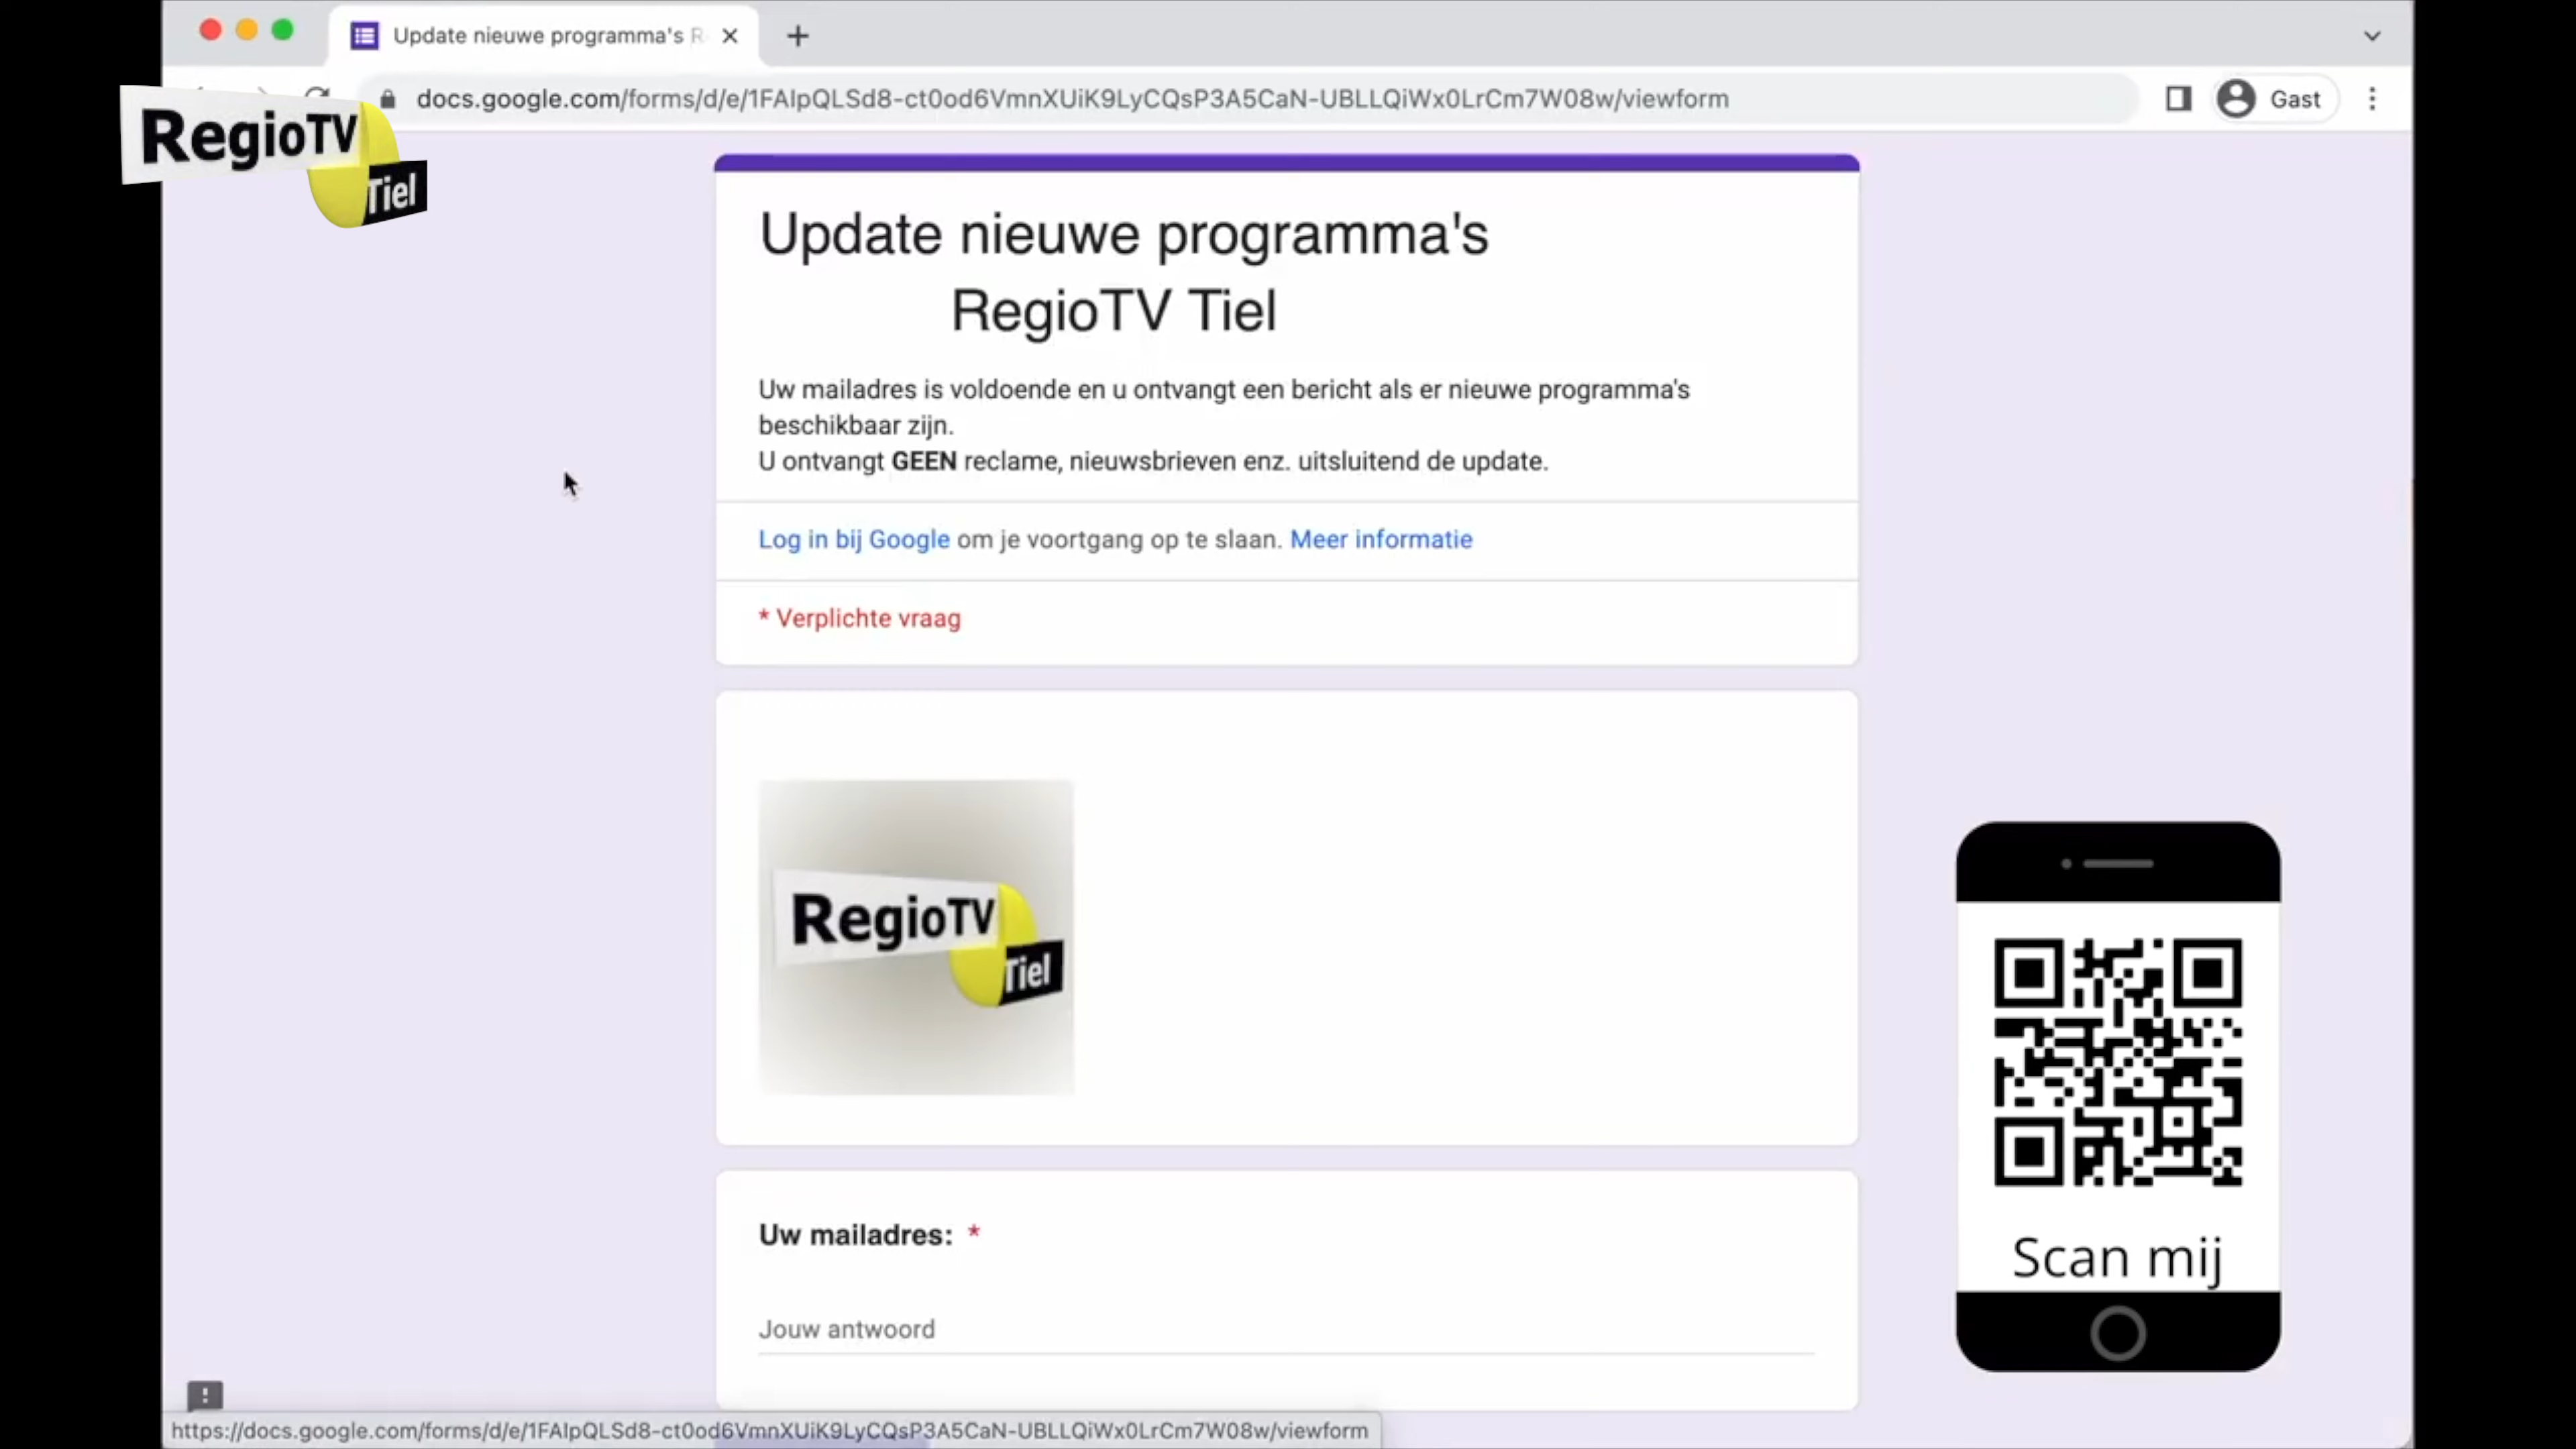 Update nieuwe programma's R
docs.google.com/forms/d/e/1FAIpQLSd8-ct0od6VmnXUiK9LyCQsP3A5CaN-UBLLQiWx0LrCm7W08w/viewform
Gast
RegioTV
Tiel
Update nieuwe programma's
RegioTV Tiel
Uw mailadres is voldoende en u ontvangt een bericht als er nieuwe programma's
beschikbaar zijn.
U ontvangt GEEN reclame, nieuwsbrieven enz. uitsluitend de update.
Log in bij Google om je voortgang op te slaan. Meer informatie
* Verplichte vraag
RegioTV
Tiel
Uw mailadres: *
Jouw antwoord
Scan mij
https://docs.google.com/forms/d/e/1FAIpQLSd8-ct0od6VmnXUiK9LyCQsP3A5CaN-UBLLQiWx0LrCm7W08w/viewform